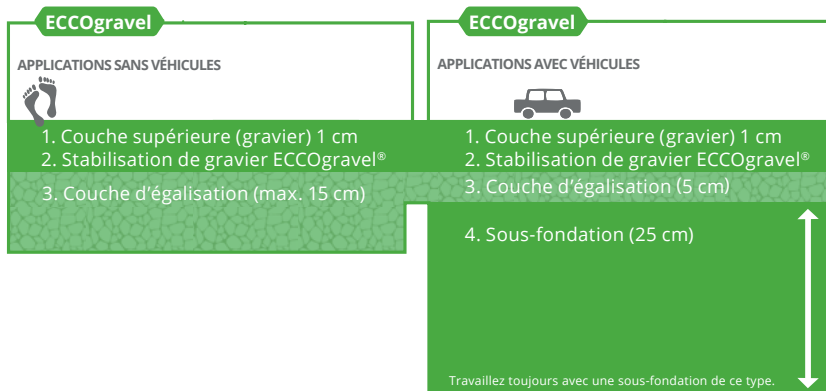 ECCOgravel
APPLICATIONS SANS VÉHICULES
1. Couche supérieure (gravier) 1 cm
2. Stabilisation de gravier ECCOgravel®
3. Couche d’égalisation (max. 15 cm)
ECCOgravel
APPLICATIONS AVEC VÉHICULES
1. Couche supérieure (gravier) 1 cm
2. Stabilisation de gravier ECCOgravel®
3. Couche d’égalisation (5 cm)
4. Sous-fondation (25 cm)
Travaillez toujours avec une sous-fondation de ce type.